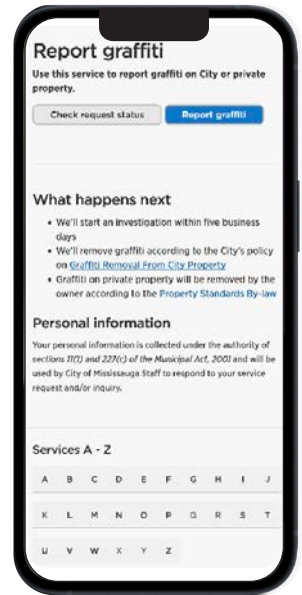 Report graffiti
Use this service to report graffiti on City or private
property.
Check request status Report graffiti
What happens next
• We'll start an investigation within five business
days
• We'll remove graffiti according to the City's policy
on Graffiti Removal From City Property
• Graffiti on private property will be removed by the
owner according to the Property Standards By-law
Personal information
Your personal information is collected under the authority of
sections 11(1) and 227(c) of the Municipal Act, 2001 and will be
used by City of Mississauga Staff to respond to your service
request and/or inquiry.
Services A - Z
A B C D E F G H I J
K L M N O P Q R S T
U V W X Y Z